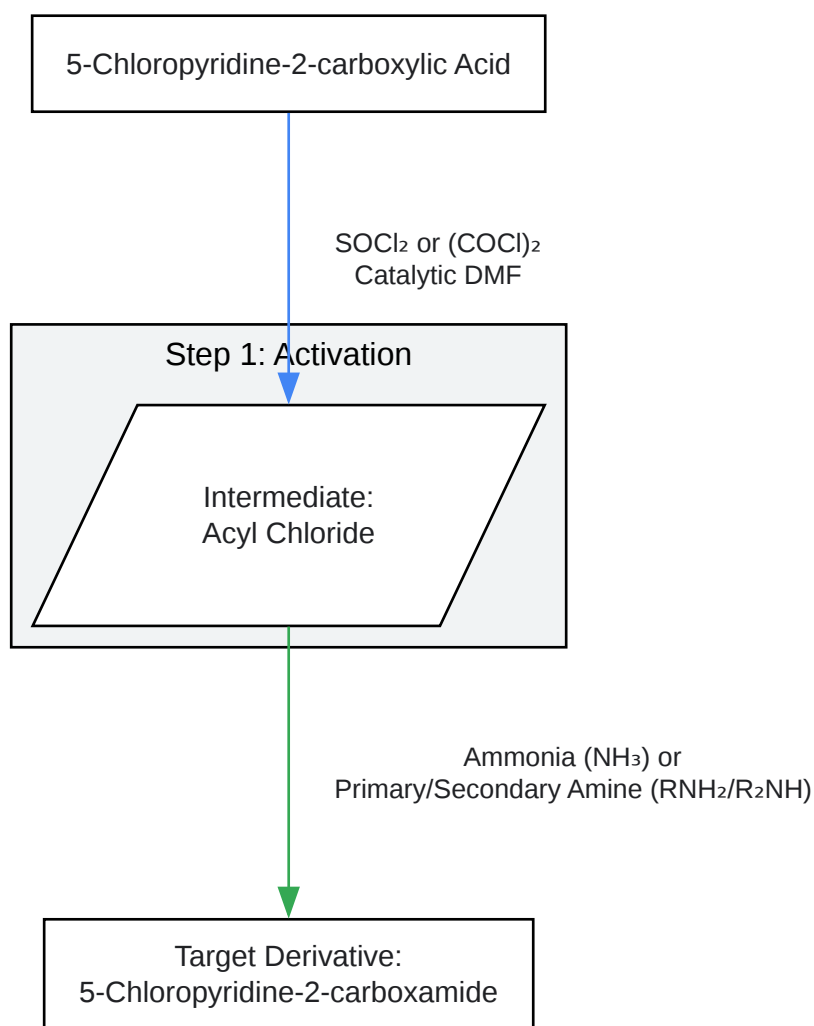 5-Chloropyridine-2-carboxylic Acid
SOCl₂ or (COCl)₂
Catalytic DMF
Step 1: Activation
Intermediate:
Acyl Chloride
Ammonia (NH₃) or
Primary/Secondary Amine (RNH₂/R₂NH)
Target Derivative:
5-Chloropyridine-2-carboxamide